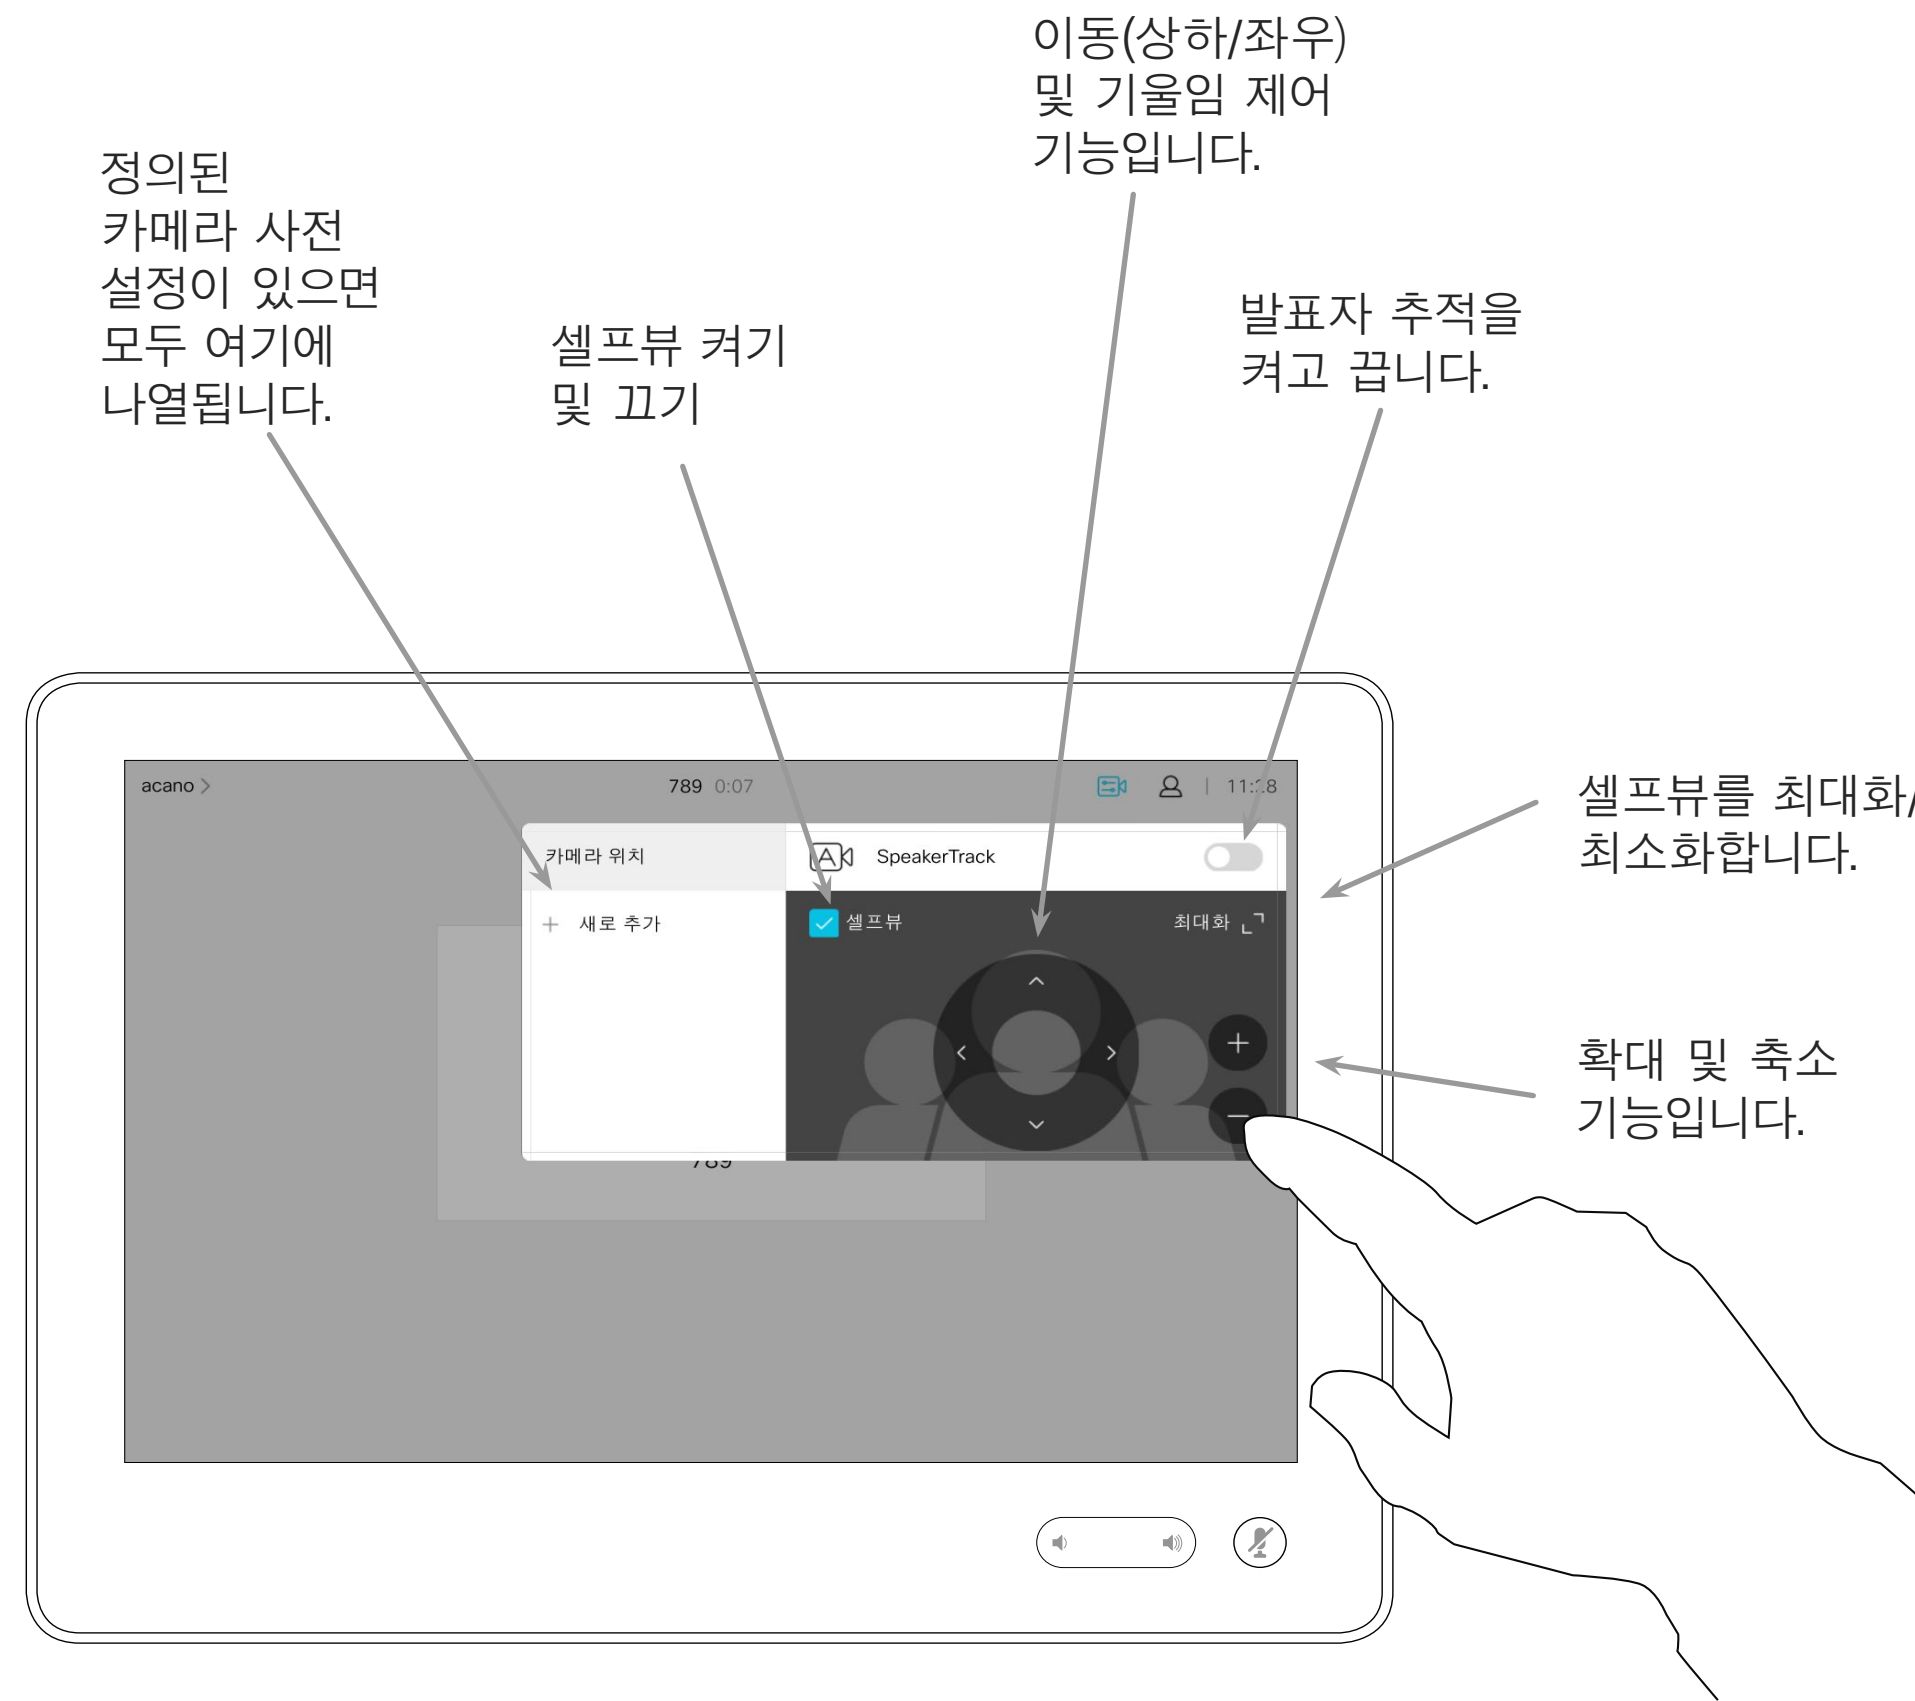 이동(상하/좌우)
및 기울임 제어
기능입니다.
정의된
카메라 사전
설정이 있으면
모두 여기에
나열됩니다.
셀프뷰 켜기
및 끄기
발표자 추적을
켜고 끕니다.
셀프뷰를 최대화/
최소화합니다.
확대 및 축소
기능입니다.
acano
789 0:07
11:28
카메라 위치
SpeakerTrack
새로 추가
셀프뷰
최대화
789